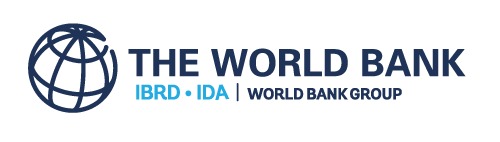 THE WORLD BANK
IBRD • IDA | WORLD BANK GROUP